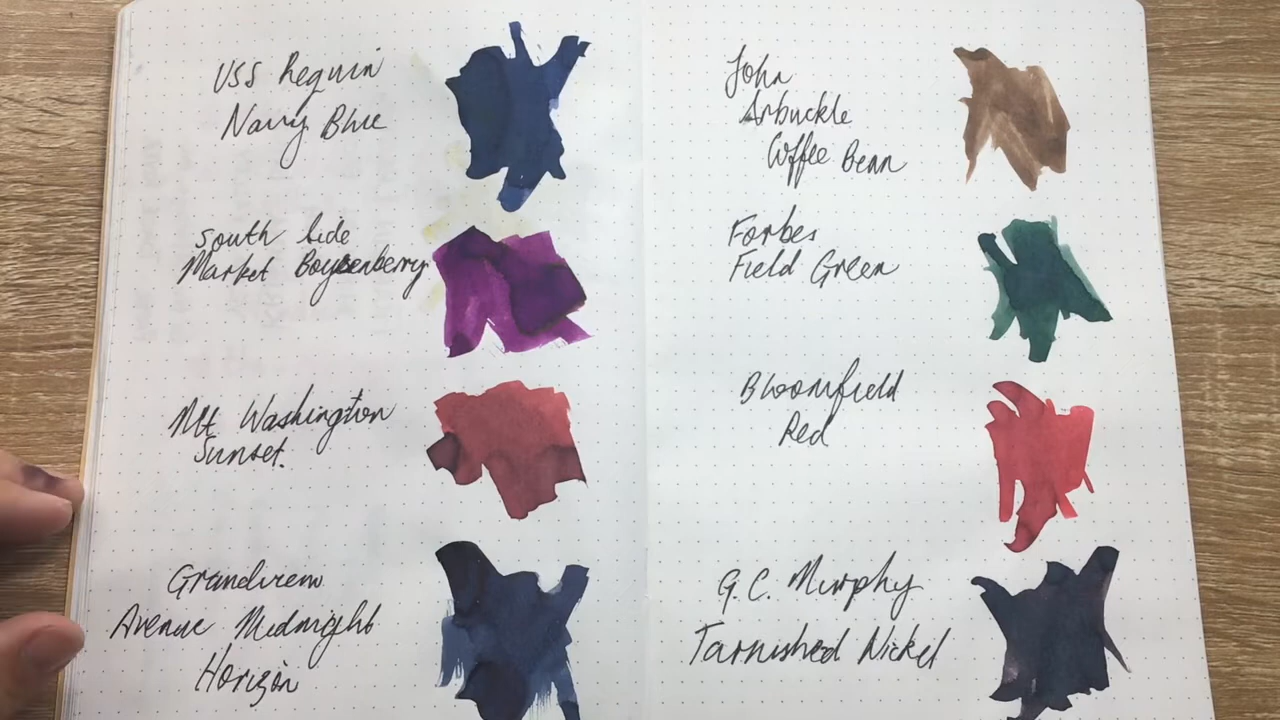 USS Requin
Navy Blue
South Side
Market Boysenberry
Mt Washington
Sunset.
Grandview
Avenue Midnight
Horizon
John
Arbuckle
Coffee Bean
Forbes
Field Green
Bloomfield
Red
G.C. Murphy
Tarnished Nickel